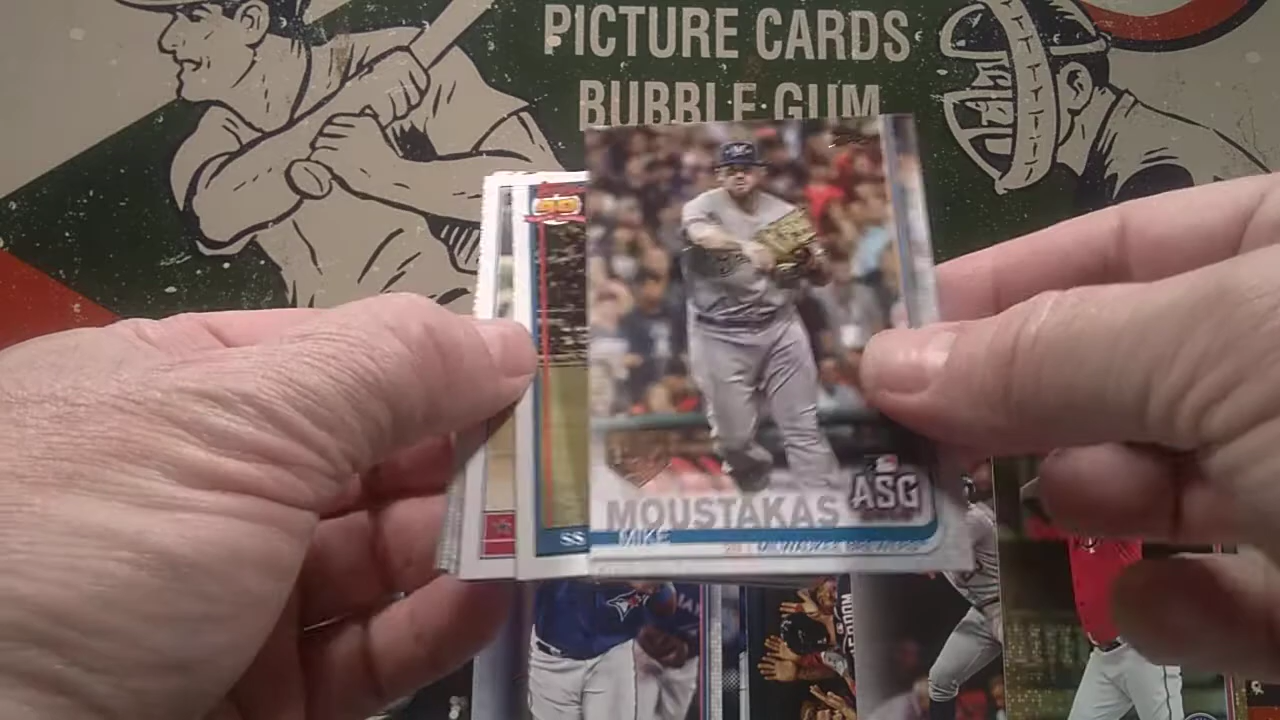 PICTURE CARDS
BUBBLE GUM
MOUSTAKAS
ASG
MIKE
SS